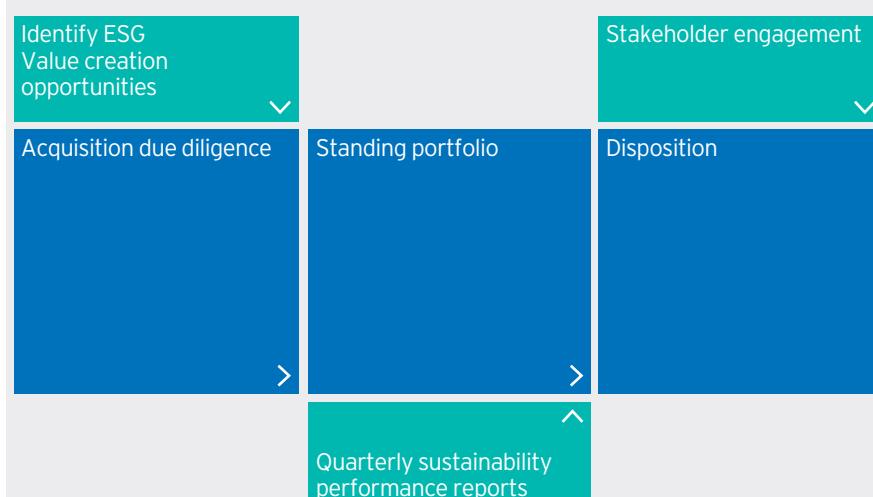 Identify ESG
Value creation
opportunities
Stakeholder engagement
Acquisition due diligence
Standing portfolio
Disposition
Quarterly sustainability
performance reports